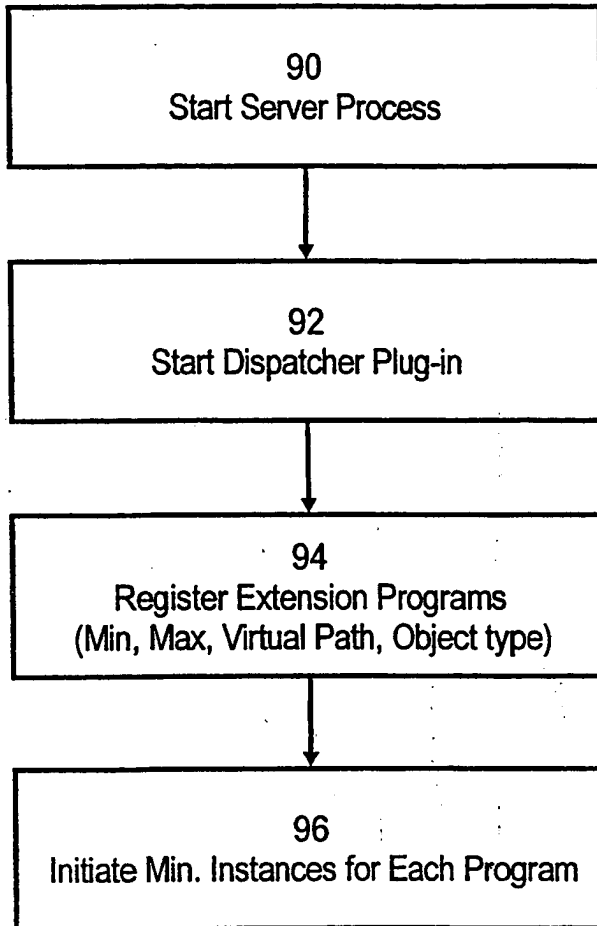 90
Start Server Process
92
Start Dispatcher Plug-in
94
Register Extension Programs
(Min, Max, Virtual Path, Object type)
96
Initiate Min. Instances for Each Program